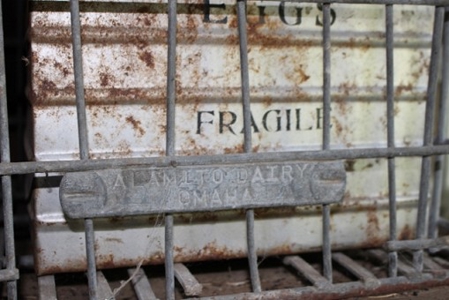 EGGS
FRAGILE
ALAMITO DAIRY
OMAHA